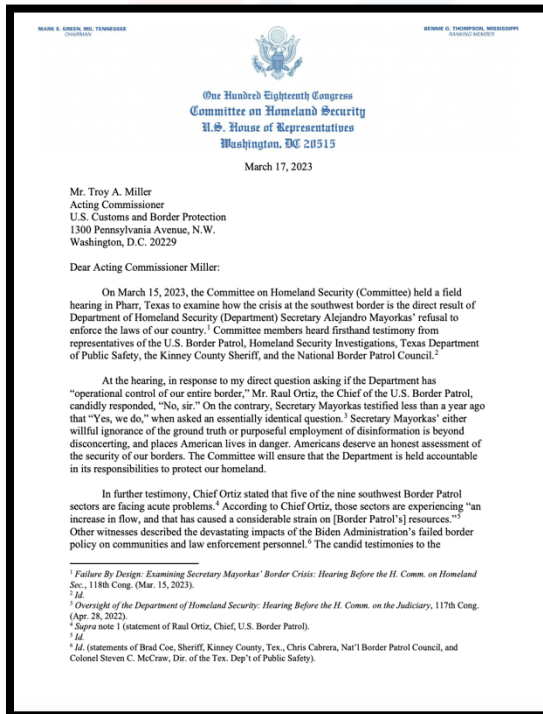 MARK E. GREEN, MD, TENNESSEE
CHAIRMAN
BENNIE G. THOMPSON, MISSISSIPPI
RANKING MEMBER
One Hundred Eighteenth Congress
Committee on Homeland Security
U.S. House of Representatives
Washington, DC 20515
March 17, 2023
Mr. Troy A. Miller
Acting Commissioner
U.S. Customs and Border Protection
1300 Pennsylvania Avenue, N.W.
Washington, D.C. 20229
Dear Acting Commissioner Miller:
On March 15, 2023, the Committee on Homeland Security (Committee) held a field
hearing in Pharr, Texas to examine how the crisis at the southwest border is the direct result of
Department of Homeland Security (Department) Secretary Alejandro Mayorkas' refusal to
enforce the laws of our country.1 Committee members heard firsthand testimony from
representatives of the U.S. Border Patrol, Homeland Security Investigations, Texas Department
of Public Safety, the Kinney County Sheriff, and the National Border Patrol Council.2
At the hearing, in response to my direct question asking if the Department has
"operational control of our entire border," Mr. Raul Ortiz, the Chief of the U.S. Border Patrol,
candidly responded, "No, sir." On the contrary, Secretary Mayorkas testified less than a year ago
that "Yes, we do," when asked an essentially identical question.3 Secretary Mayorkas' either
willful ignorance of the ground truth or purposeful employment of disinformation is beyond
disconcerting, and places American lives in danger. Americans deserve an honest assessment of
the security of our borders. The Committee will ensure that the Department is held accountable
in its responsibilities to protect our homeland.
In further testimony, Chief Ortiz stated that five of the nine southwest Border Patrol
sectors are facing acute problems.4 According to Chief Ortiz, those sectors are experiencing "an
increase in flow, and that has caused a considerable strain on [Border Patrol's] resources."5
Other witnesses described the devastating impacts of the Biden Administration's failed border
policy on communities and law enforcement personnel.6 The candid testimonies to the
1 Failure By Design: Examining Secretary Mayorkas' Border Crisis: Hearing Before the H. Comm. on Homeland
Sec., 118th Cong. (Mar. 15, 2023).
2 Id.
3 Oversight of the Department of Homeland Security: Hearing Before the H. Comm. on the Judiciary, 117th Cong.
(Apr. 28, 2022).
4 Supra note 1 (statement of Raul Ortiz, Chief, U.S. Border Patrol).
5 Id.
6 Id. (statements of Brad Coe, Sheriff, Kinney County, Tex., Chris Cabrera, Nat'l Border Patrol Council, and
Colonel Steven C. McCraw, Dir. of the Tex. Dep't of Public Safety).